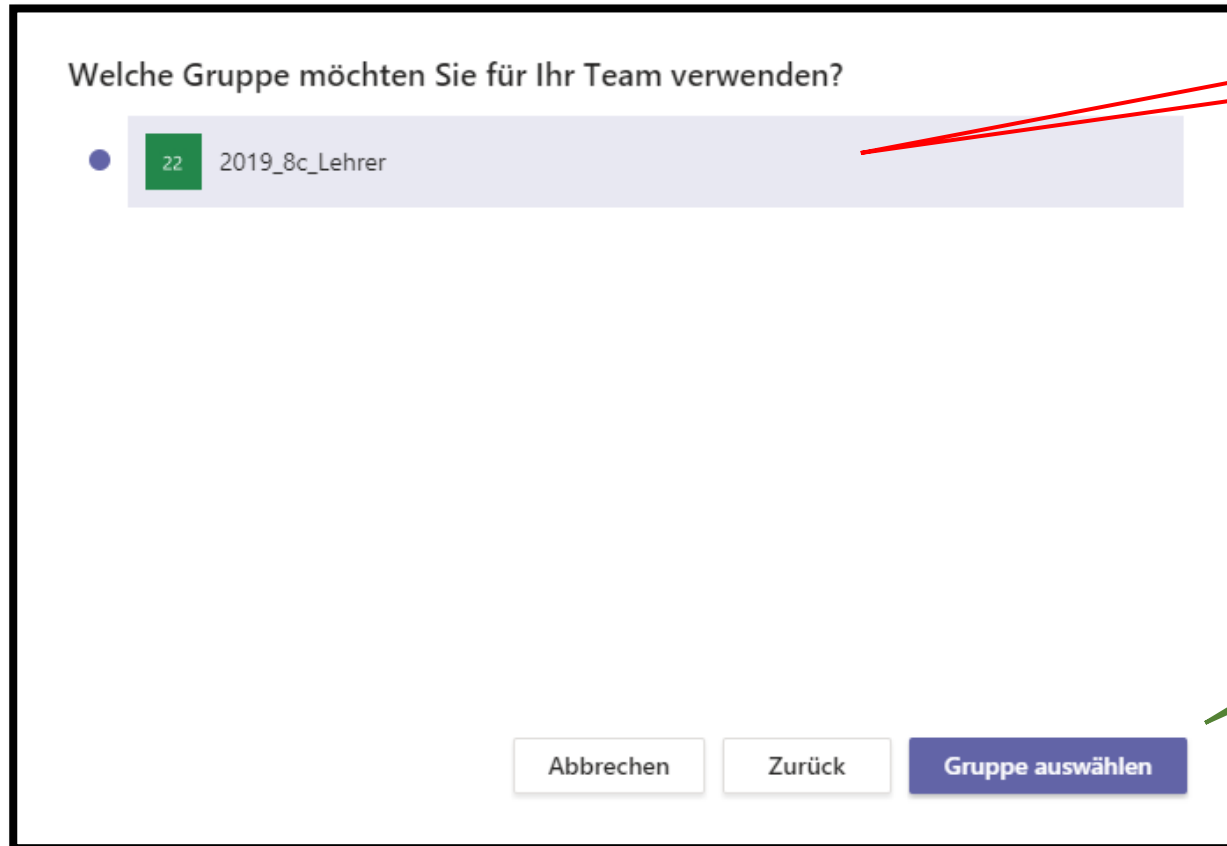 Welche Gruppe möchten Sie für Ihr Team verwenden?
22 2019_8c_Lehrer
Abbrechen Zurück Gruppe auswählen